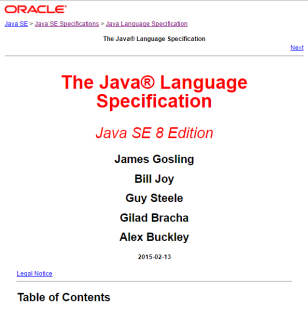 ORACLE®
Java SE > Java SE Specifications > Java Language Specification
The Java® Language Specification
Next
The Java® Language
Specification
Java SE 8 Edition
James Gosling
Bill Joy
Guy Steele
Gilad Bracha
Alex Buckley
2015-02-13
Legal Notice
Table of Contents